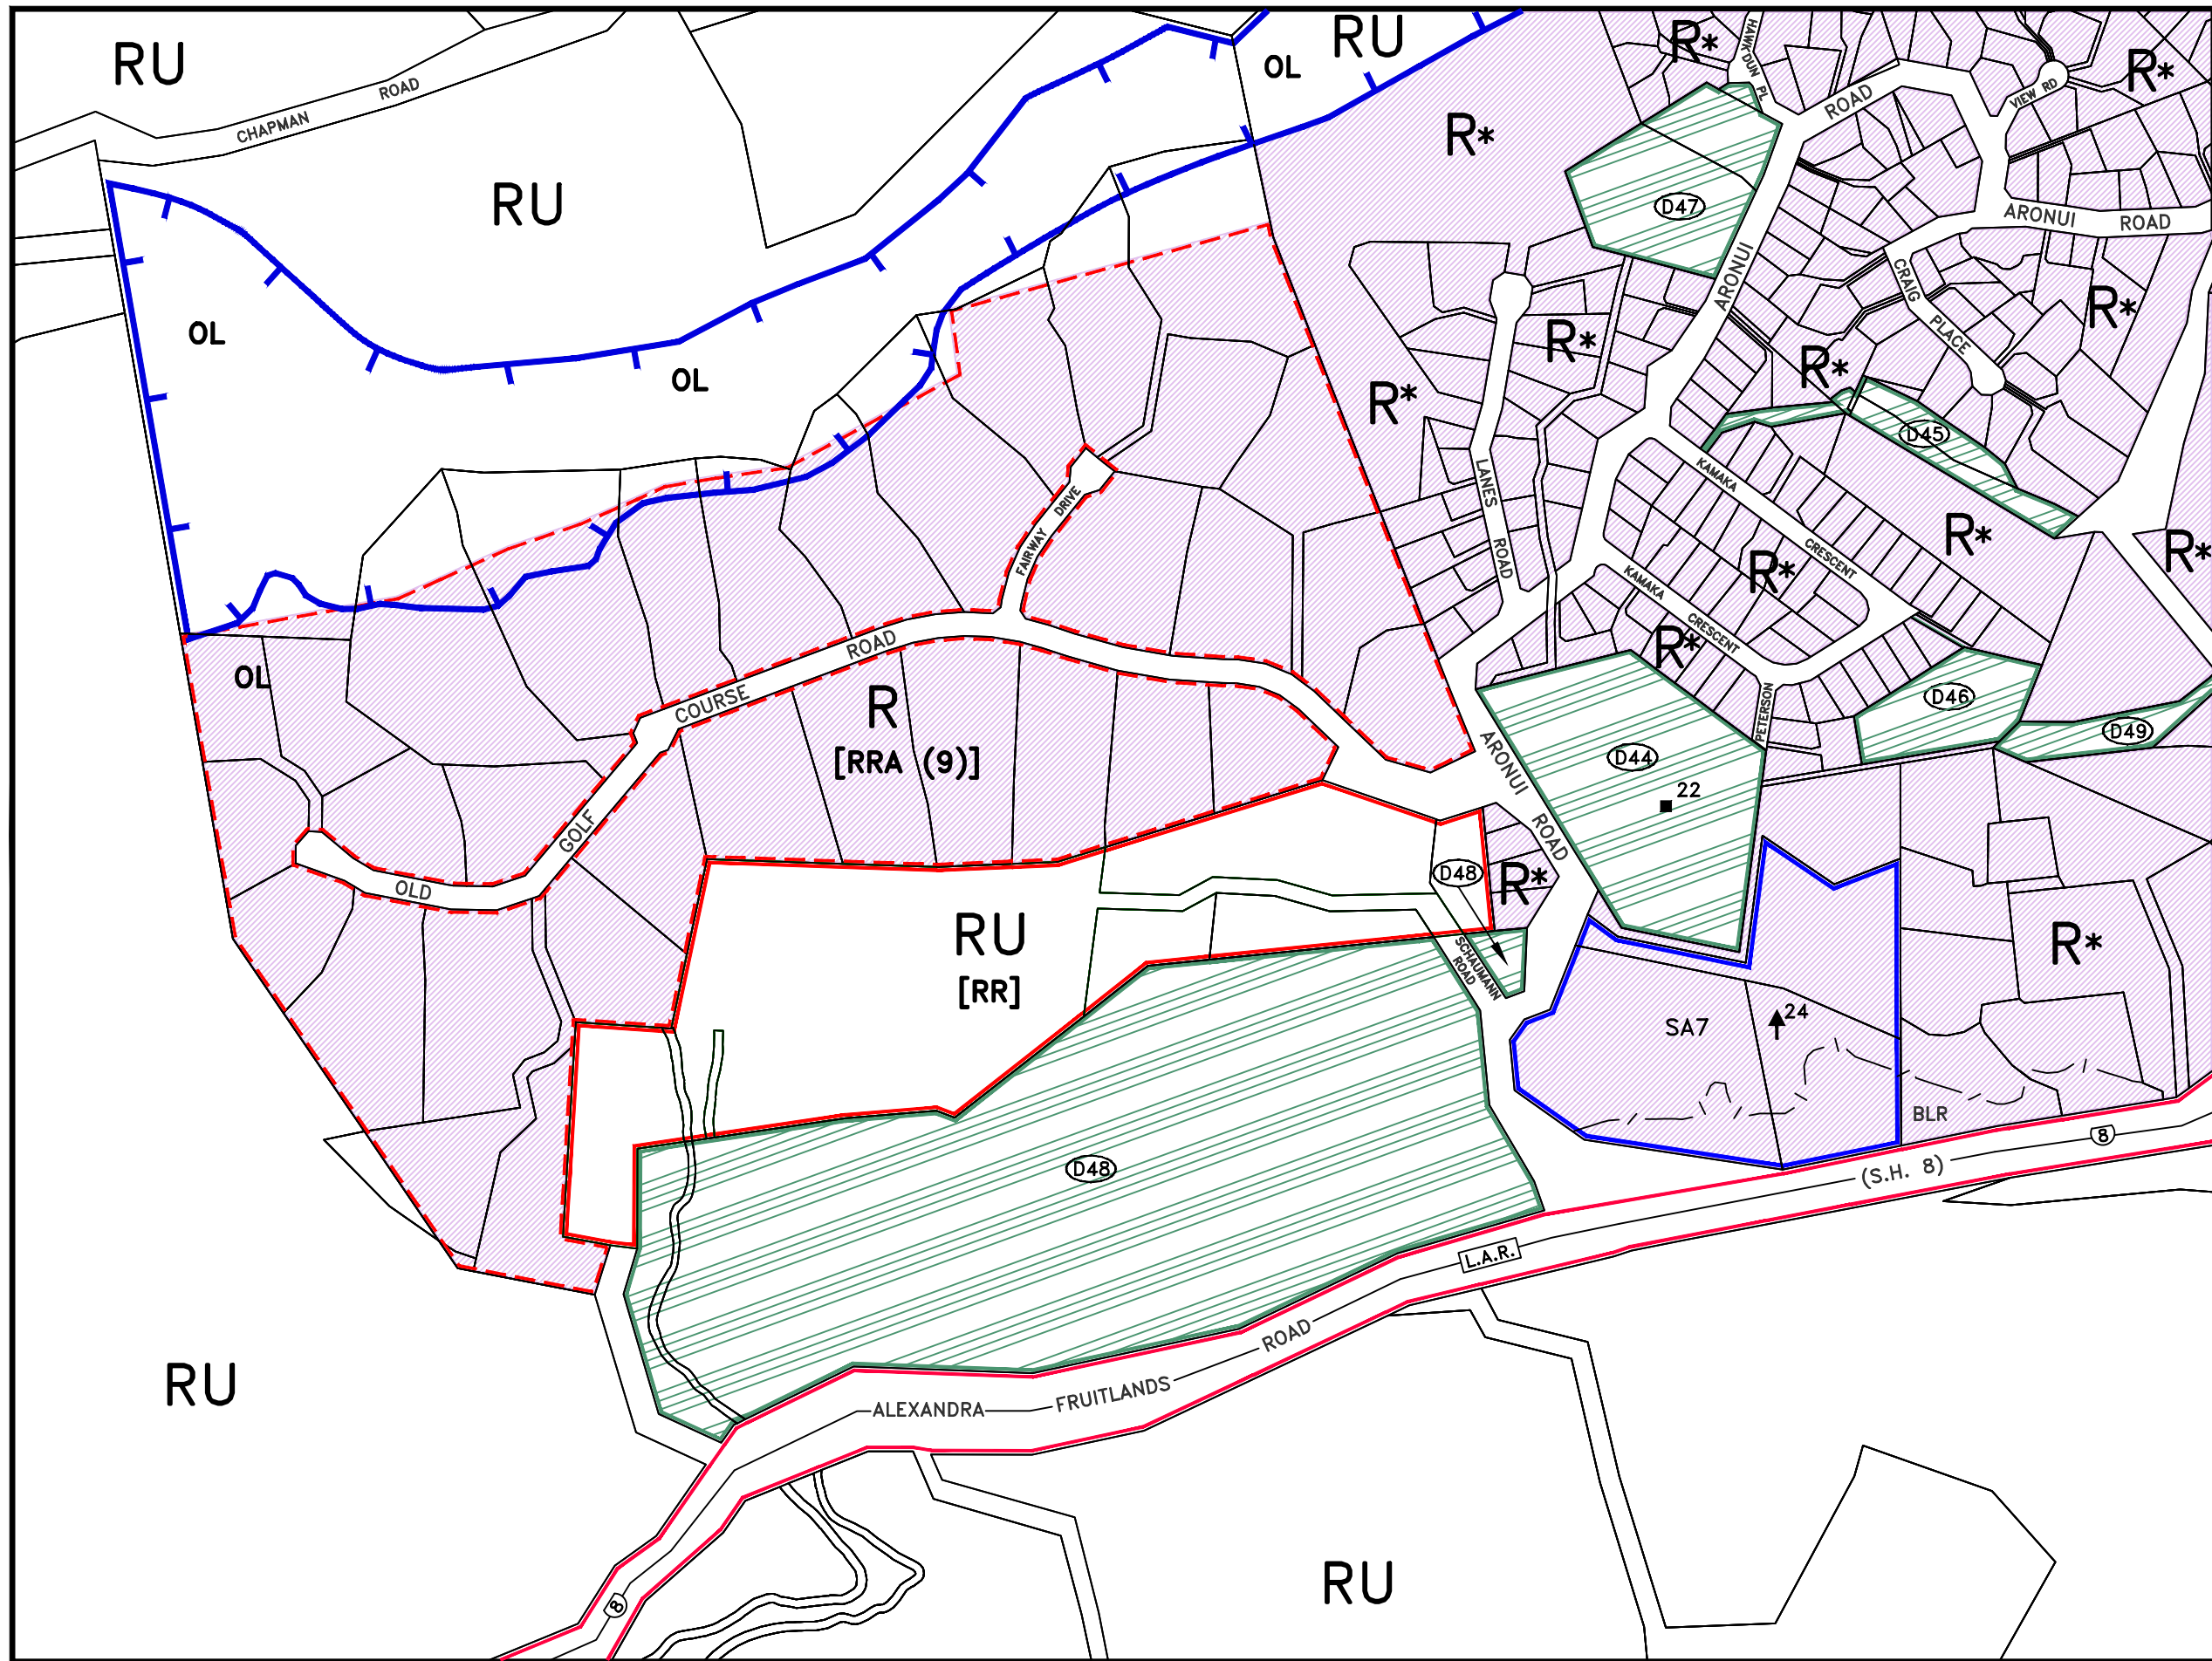 RU
RU
OL
R*
HAWKDUN PL
R*
CHAPMAN ROAD
ROAD
VIEW RD
R*
RU
D47
ARONUI ROAD
ARONUI
CRAIG PLACE
R*
OL
OL
R*
R*
R*
D45
KAMAKA CRESCENT
LANES ROAD
FAIRWAY DRIVE
R*
R*
R*
KAMAKA CRESCENT
R*
OL
R
[RRA (9)]
OLD GOLF COURSE ROAD
PETERSON
D46
D49
D44
22
ARONUI ROAD
D48
R*
RU
[RR]
SCHAUMANN
ROAD
R*
SA7
24
BLR
8
D48
(S.H. 8)
L.A.R.
ALEXANDRA FRUITLANDS ROAD
RU
RU
8